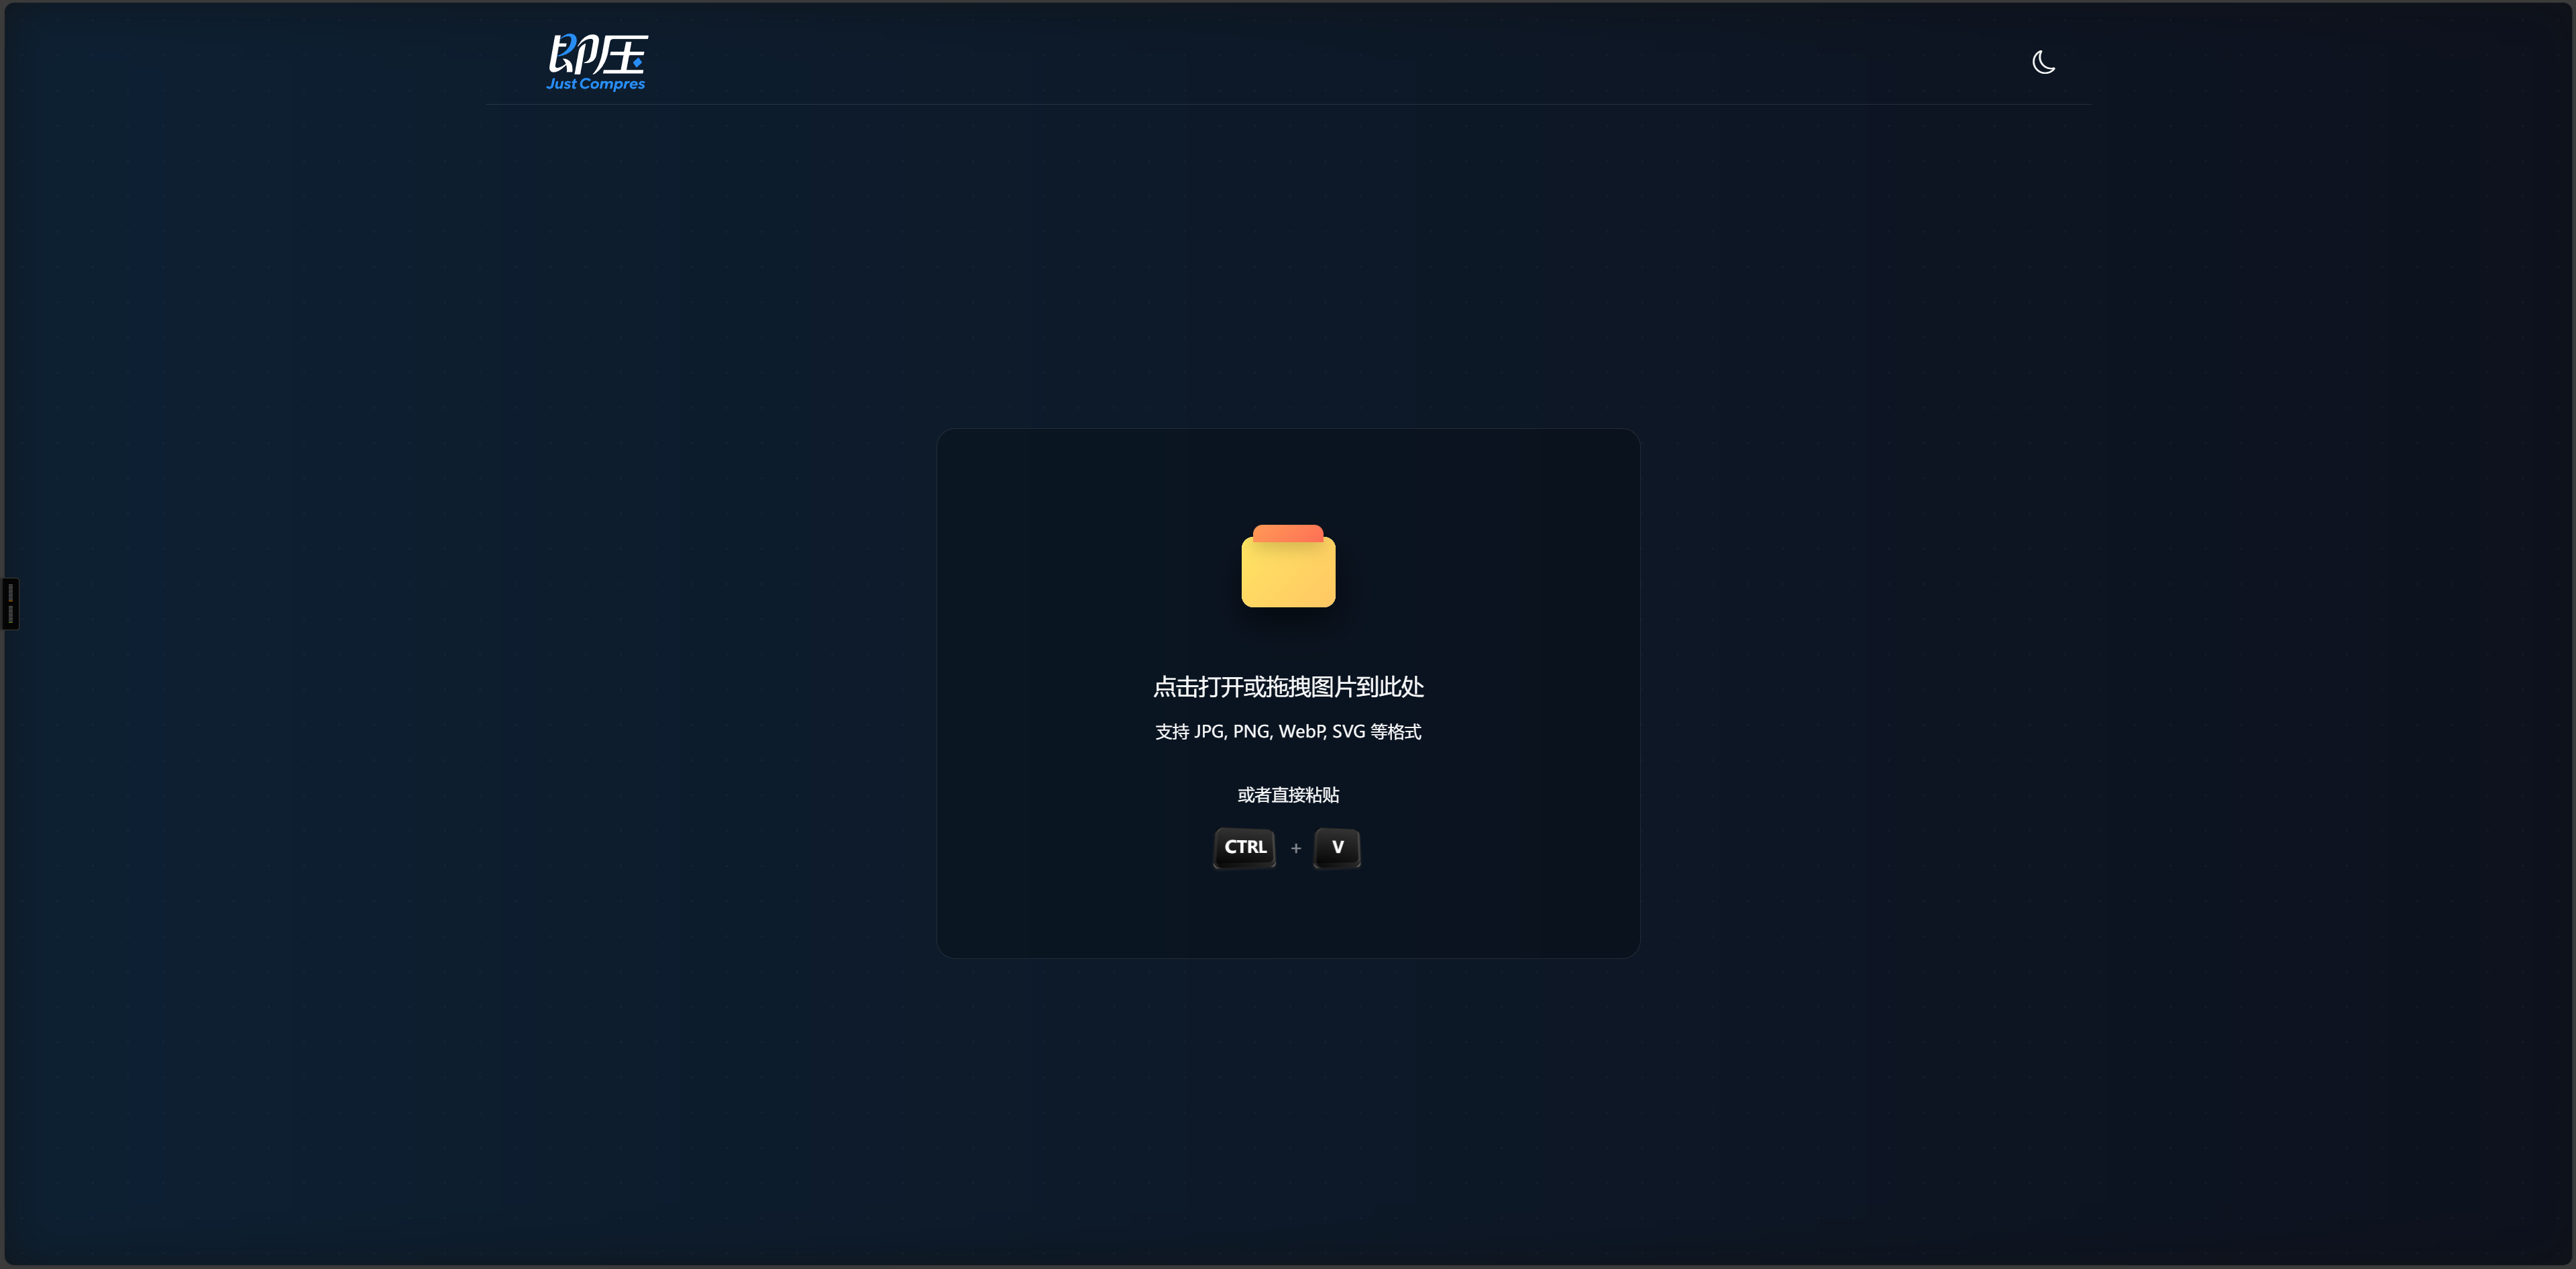 即压
Just Compres
点击打开或拖拽图片到此处
支持 JPG, PNG, WebP, SVG 等格式
或者直接粘贴
CTRL + V